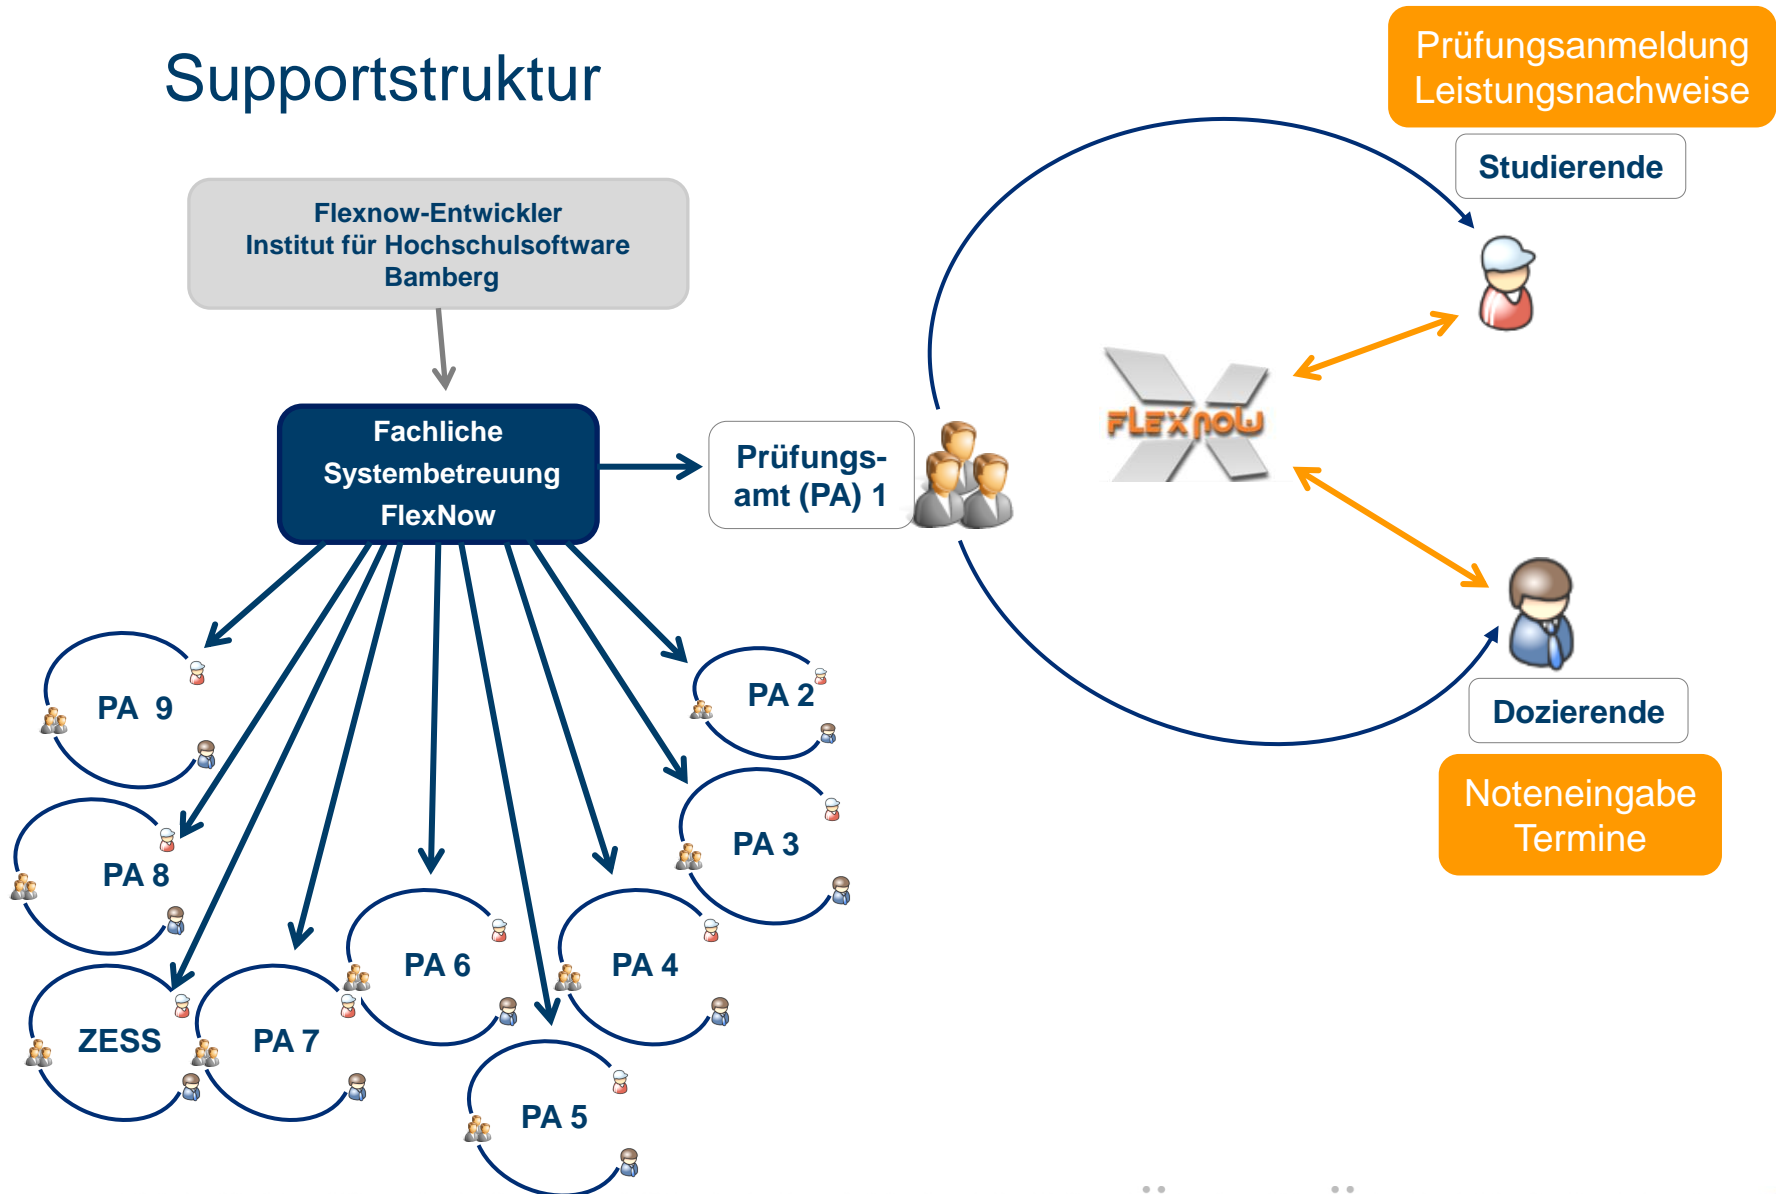 Supportstruktur
Prüfungsanmeldung
Leistungsnachweise
Studierende
Flexnow-Entwickler
Institut für Hochschulsoftware
Bamberg
Fachliche
Systembetreuung
FlexNow
Prüfungs-
amt (PA) 1
FLEXnow
Dozierende
Noteneingabe
Termine
PA 9
PA 2
PA 8
PA 3
ZESS
PA 7
PA 6
PA 4
PA 5